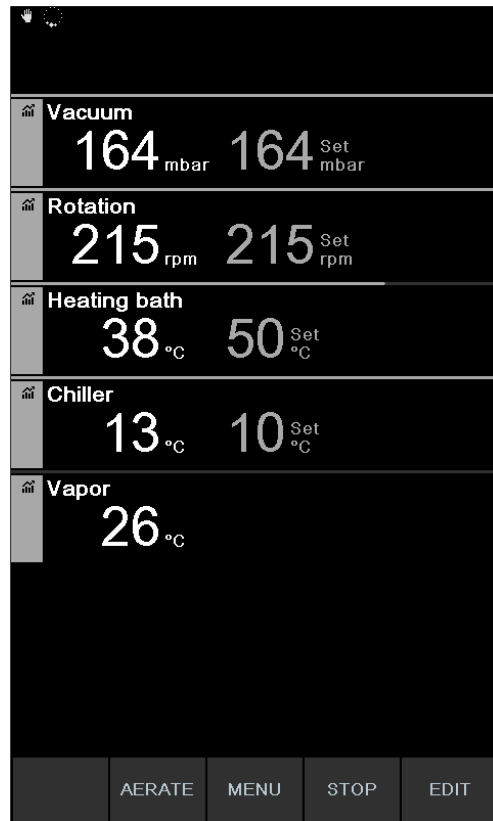 Vacuum
164 mbar 164 Set mbar
Rotation
215 rpm 215 Set rpm
Heating bath
38 °C 50 Set °C
Chiller
13 °C 10 Set °C
Vapor
26 °C
AERATE MENU STOP EDIT